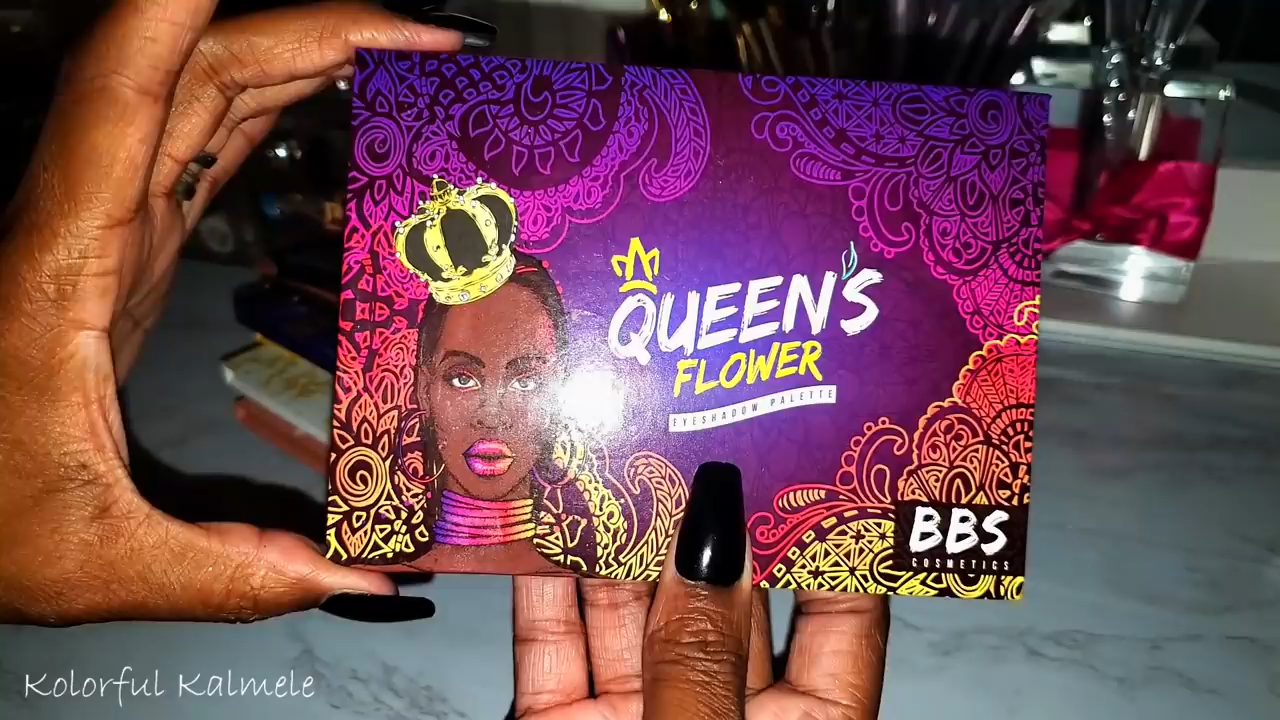 QUEEN'S
FLOWER
EYESHADOW PALETTE
BBS
COSMETICS
Kolorful Kalmele